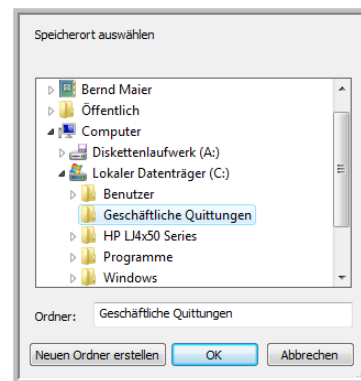 Speicherort auswählen
Bernd Maier
Öffentlich
Computer
Diskettenlaufwerk (A:)
Lokaler Datenträger (C:)
Benutzer
Geschäftliche Quittungen
HP LJ4x50 Series
Programme
Windows
Ordner: Geschäftliche Quittungen
Neuen Ordner erstellen OK Abbrechen